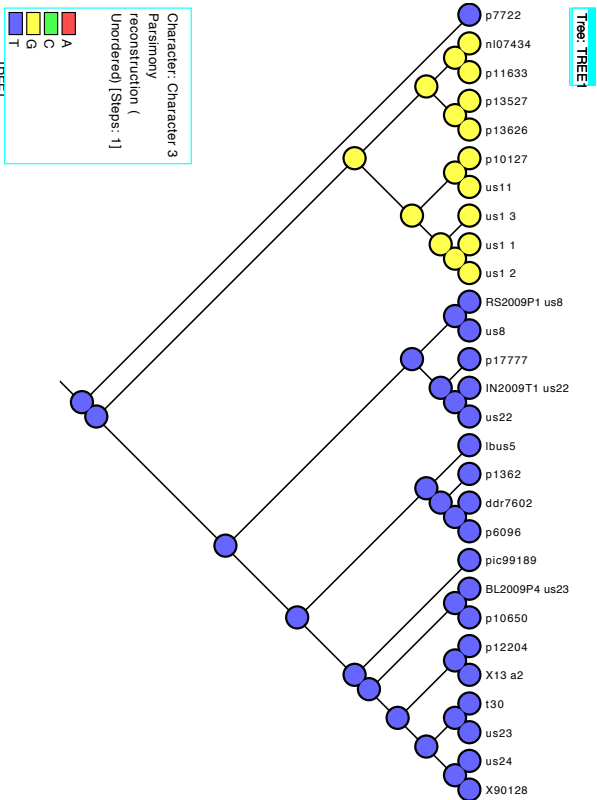 Tree: TREE1
p7722
nl07434
p11633
p13527
p13626
p10127
us11
us1 3
us1 1
us1 2
RS2009P1 us8
us8
p17777
IN2009T1 us22
us22
lbus5
p1362
ddr7602
p6096
pic99189
BL2009P4 us23
p10650
p12204
X13 a2
t30
us23
us24
X90128
Character: Character 3
Parsimony
reconstruction (
Unordered) [Steps: 1]
A
C
G
T